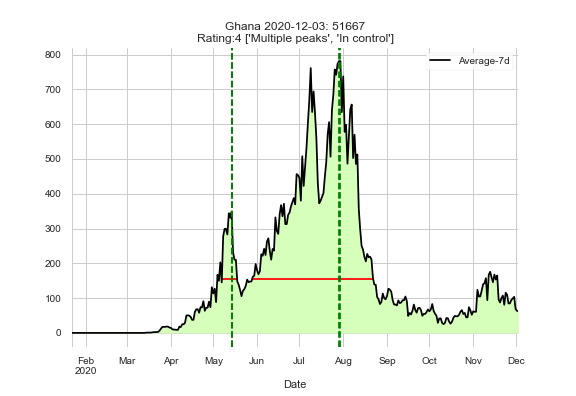 Ghana 2020-12-03: 51667
Rating:4 ['Multiple peaks', 'In control']
Average-7d
800
700
600
500
400
300
200
100
0
Feb Mar Apr May Jun Jul Aug Sep Oct Nov Dec
2020
Date